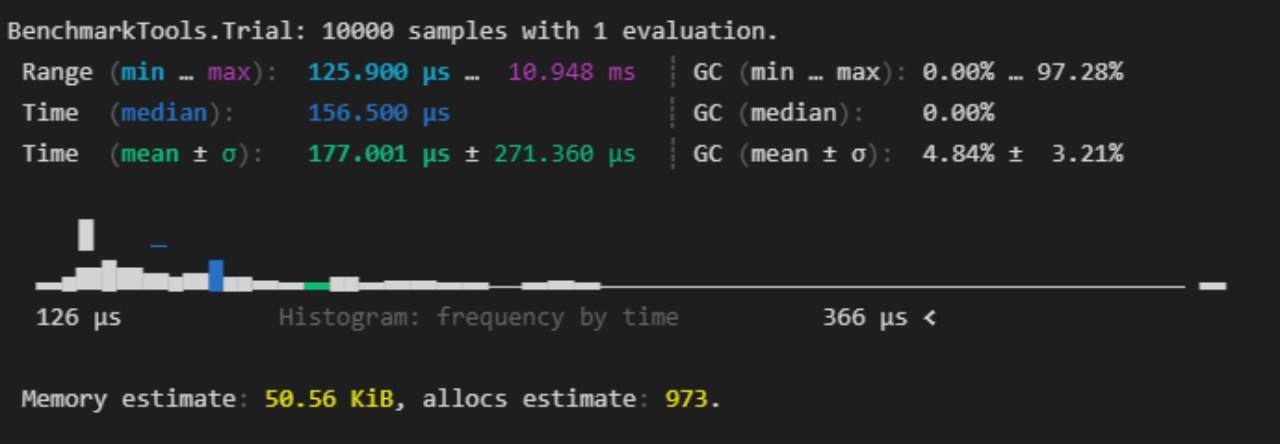 BenchmarkTools.Trial: 10000 samples with 1 evaluation.
Range (min … max): 125.900 μs … 10.948 ms ┊ GC (min … max): 0.00% … 97.28%
Time (median): 156.500 μs ┊ GC (median): 0.00%
Time (mean ± σ): 177.001 μs ± 271.360 μs ┊ GC (mean ± σ): 4.84% ± 3.21%
126 μs Histogram: frequency by time 366 μs <
Memory estimate: 50.56 KiB, allocs estimate: 973.